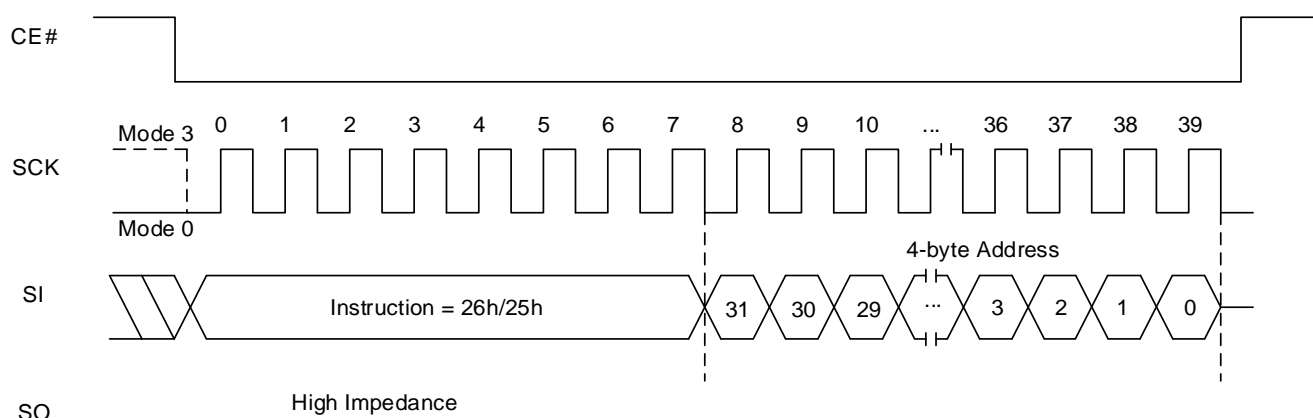 CE#
0 1 2 3 4 5 6 7 8 9 10 ... 36 37 38 39
Mode 3
SCK
Mode 0
4-byte Address
SI
Instruction = 26h/25h 31 30 29 ... 3 2 1 0
High Impedance
SO